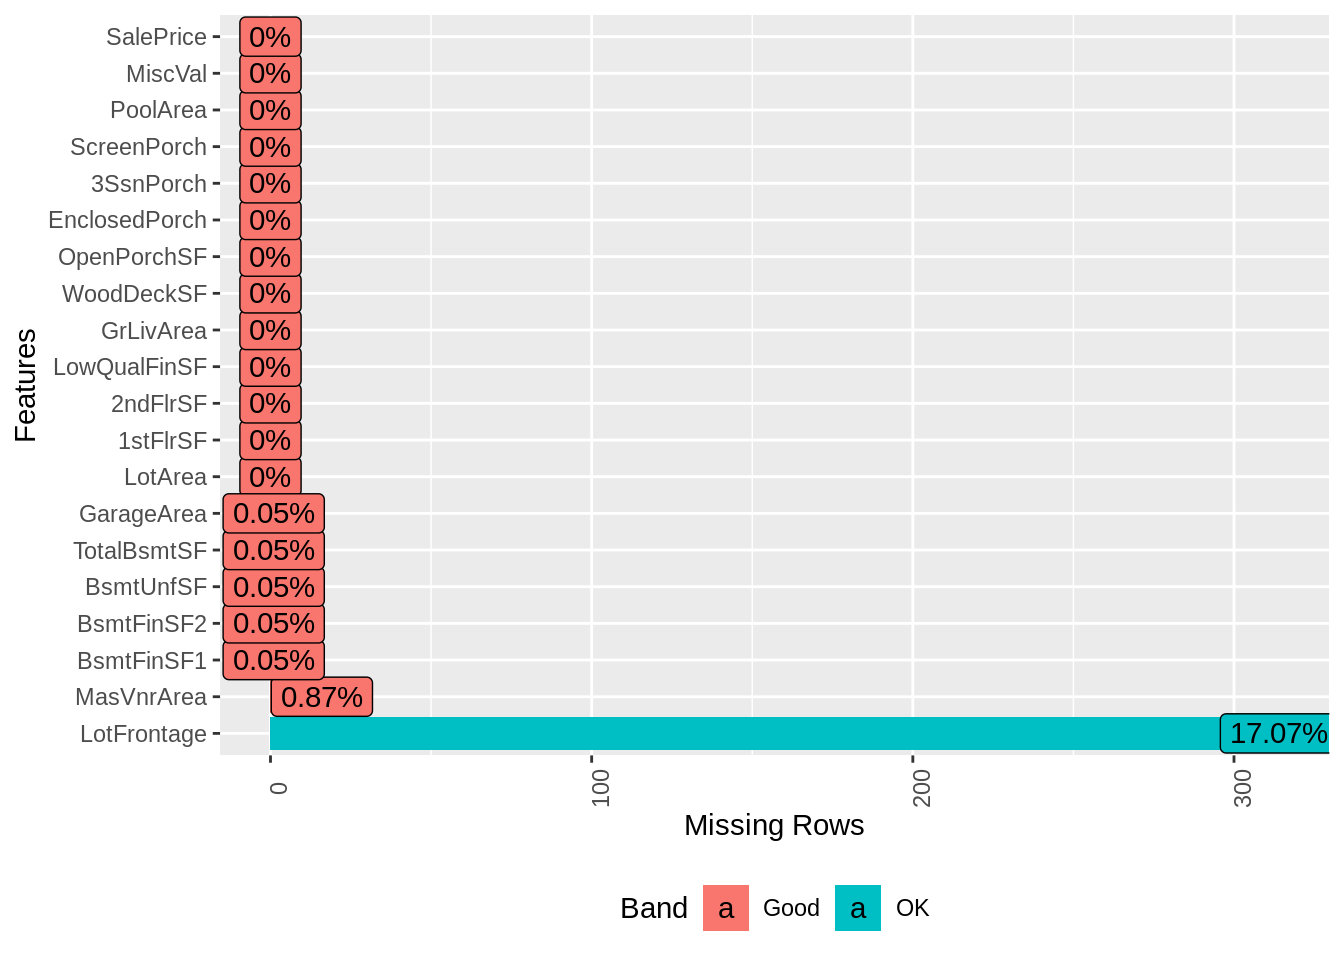 SalePrice 0%
MiscVal 0%
PoolArea 0%
ScreenPorch 0%
3SsnPorch 0%
EnclosedPorch 0%
OpenPorchSF 0%
WoodDeckSF 0%
GrLivArea 0%
LowQualFinSF 0%
2ndFlrSF 0%
1stFlrSF 0%
LotArea 0%
GarageArea 0.05%
TotalBsmtSF 0.05%
BsmtUnfSF 0.05%
BsmtFinSF2 0.05%
BsmtFinSF1 0.05%
MasVnrArea 0.87%
LotFrontage 17.07%
Features
0 100 200 300
Missing Rows
Band a Good a OK